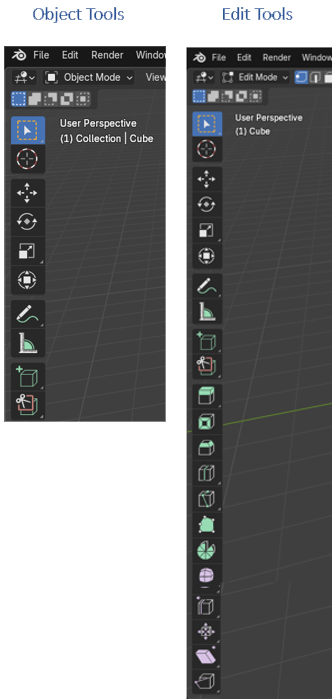 Object Tools
File Edit Render Window
Object Mode View
User Perspective
(1) Collection | Cube
Edit Tools
File Edit Render Window
Edit Mode
User Perspective
(1) Cube